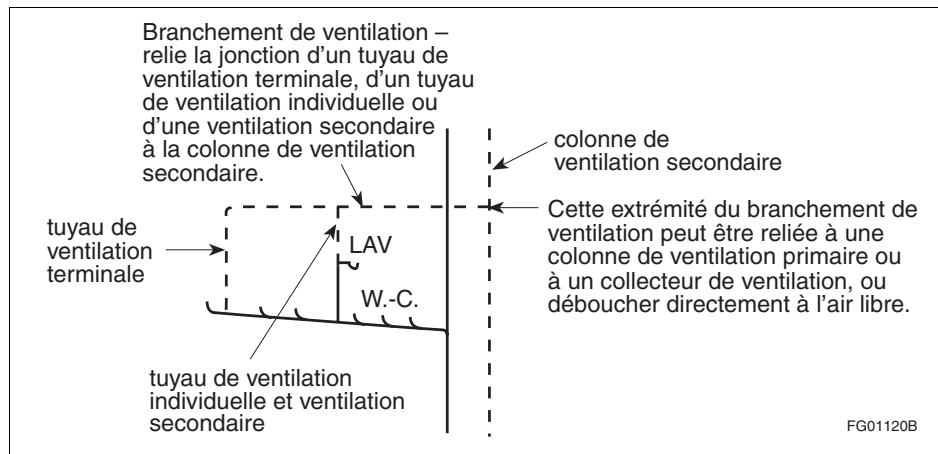 Branchement de ventilation –
relie la jonction d'un tuyau de
ventilation terminale, d'un tuyau
de ventilation individuelle ou
d'une ventilation secondaire
à la colonne de ventilation
secondaire.
colonne de
ventilation secondaire
Cette extrémité du branchement de
ventilation peut être reliée à une
colonne de ventilation primaire ou
à un collecteur de ventilation, ou
déboucher directement à l'air libre.
tuyau de
ventilation
terminale
LAV
W.-C.
tuyau de ventilation
individuelle et ventilation
secondaire
FG01120B